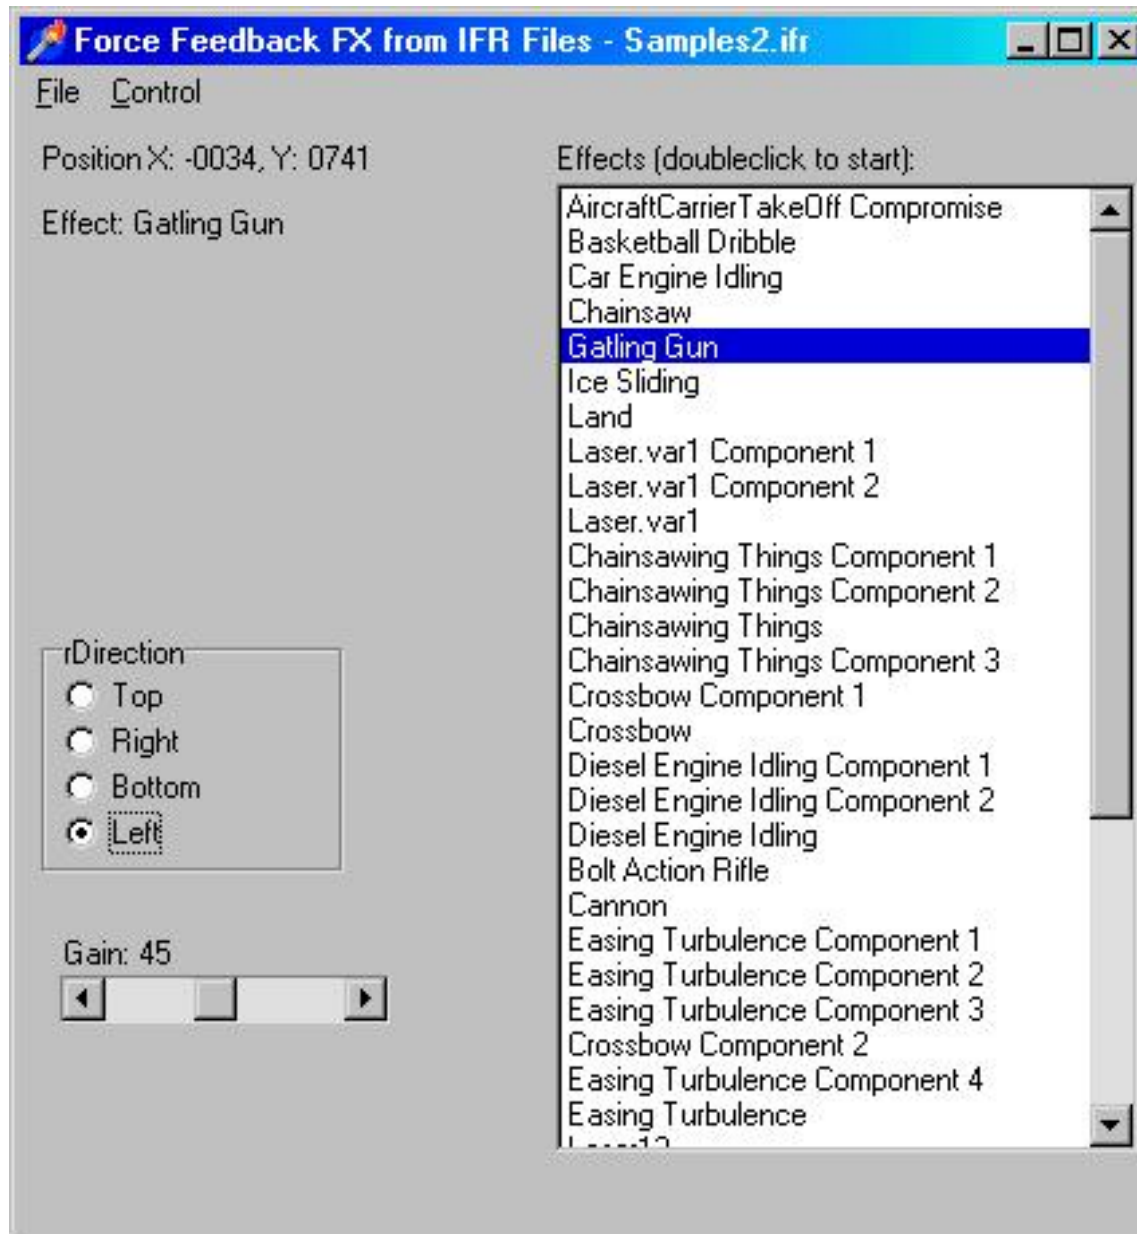 Force Feedback FX from IFR Files - Samples2.ifr
File Control
Position X: -0034, Y: 0741
Effect: Gatling Gun
rDirection
Top
Right
Bottom
Left
Gain: 45
Effects (doubleclick to start):
AircraftCarrierTakeOff Compromise
Basketball Dribble
Car Engine Idling
Chainsaw
Gatling Gun
Ice Sliding
Land
Laser.var1 Component 1
Laser.var1 Component 2
Laser.var1
Chainsawing Things Component 1
Chainsawing Things Component 2
Chainsawing Things
Chainsawing Things Component 3
Crossbow Component 1
Crossbow
Diesel Engine Idling Component 1
Diesel Engine Idling Component 2
Diesel Engine Idling
Bolt Action Rifle
Cannon
Easing Turbulence Component 1
Easing Turbulence Component 2
Easing Turbulence Component 3
Crossbow Component 2
Easing Turbulence Component 4
Easing Turbulence